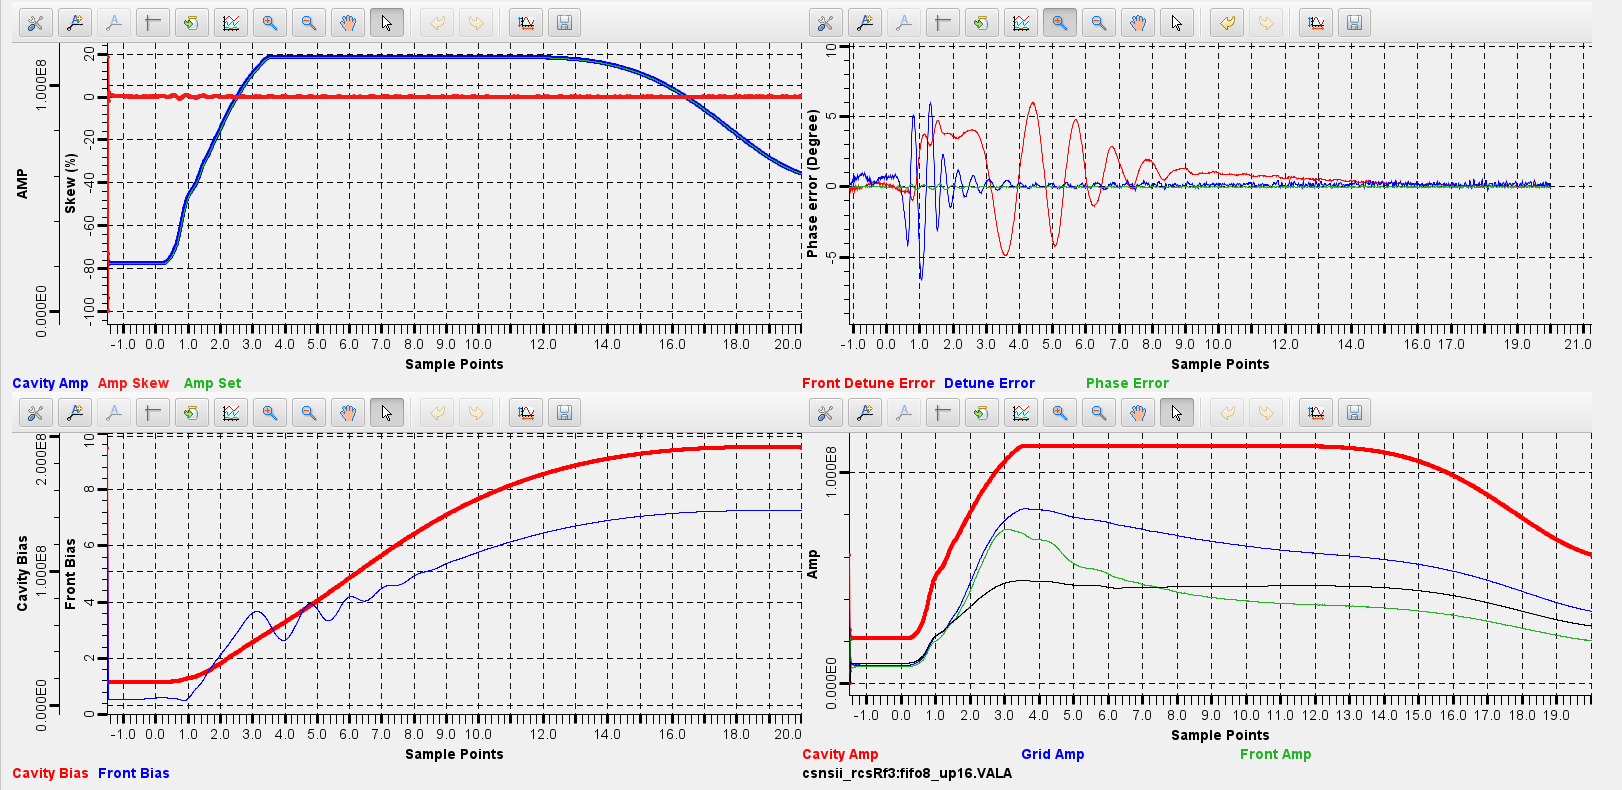 AMP
1.000E8
0.000E0
Skew (%)
20
0
-20
-40
-60
-80
-100
-1.0 0.0 1.0 2.0 3.0 4.0 5.0 6.0 7.0 8.0 10.0 12.0 14.0 16.0 18.0 20.0
Sample Points
Cavity Amp Amp Skew Amp Set
Phase error (Degree)
10
5
0
-5
-1.0 0.0 1.0 2.0 3.0 4.0 5.0 6.0 7.0 8.0 9.0 10.0 12.0 14.0 16.0 17.0 19.0 21.0
Sample Points
Front Detune Error Detune Error Phase Error
Cavity Bias
2.000E8
1.000E8
0.000E0
Front Bias
10
8
6
4
2
0
-1.0 0.0 1.0 2.0 3.0 4.0 5.0 6.0 7.0 8.0 10.0 12.0 14.0 16.0 18.0 20.0
Sample Points
Cavity Bias Front Bias
Amp
1.000E8
0.000E0
-1.0 0.0 1.0 2.0 3.0 4.0 5.0 6.0 7.0 8.0 9.0 10.0 11.0 12.0 13.0 14.0 15.0 16.0 17.0 19.0
Sample Points
Cavity Amp Grid Amp Front Amp
csnsii_rcsRf3:fifo8_up16.VALA